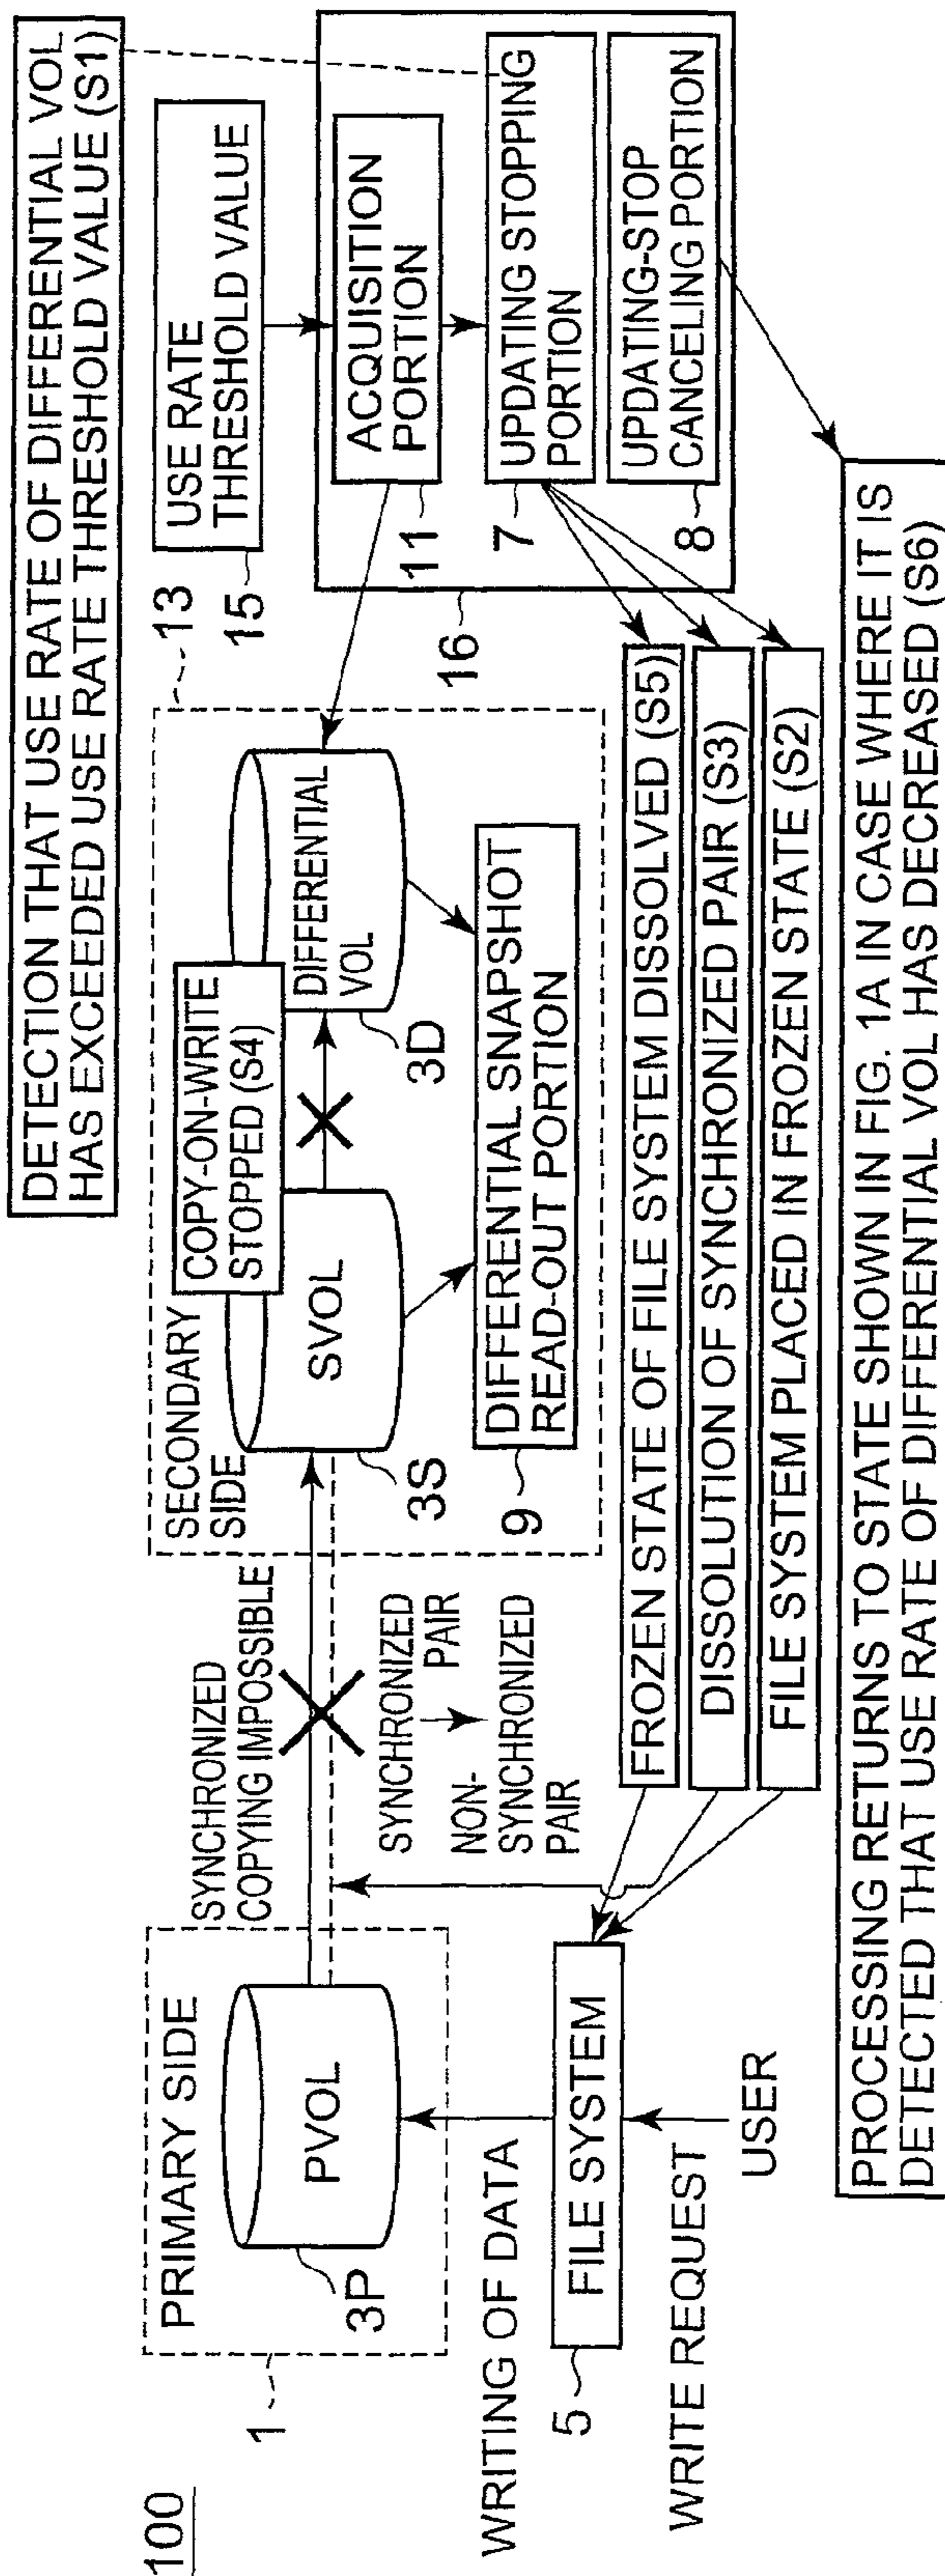 100
DETECTION THAT USE RATE OF DIFFERENTIAL VOL
HAS EXCEEDED USE RATE THRESHOLD VALUE (S1)
1
PRIMARY SIDE
PVOL
3P
WRITING OF DATA
5
FILE SYSTEM
WRITE REQUEST
USER
SYNCHRONIZED
COPYING IMPOSSIBLE
SYNCHRONIZED
PAIR
NON-
SYNCHRONIZED
PAIR
13
SECONDARY
SIDE
COPY-ON-WRITE
STOPPED (S4)
SVOL
3S
DIFFERENTIAL
VOL
3D
9
DIFFERENTIAL SNAPSHOT
READ-OUT PORTION
15
USE RATE
THRESHOLD VALUE
16
11
ACQUISITION
PORTION
7
UPDATING STOPPING
PORTION
8
UPDATING-STOP
CANCELING PORTION
FROZEN STATE OF FILE SYSTEM DISSOLVED (S5)
DISSOLUTION OF SYNCHRONIZED PAIR (S3)
FILE SYSTEM PLACED IN FROZEN STATE (S2)
PROCESSING RETURNS TO STATE SHOWN IN FIG. 1A IN CASE WHERE IT IS
DETECTED THAT USE RATE OF DIFFERENTIAL VOL HAS DECREASED (S6)